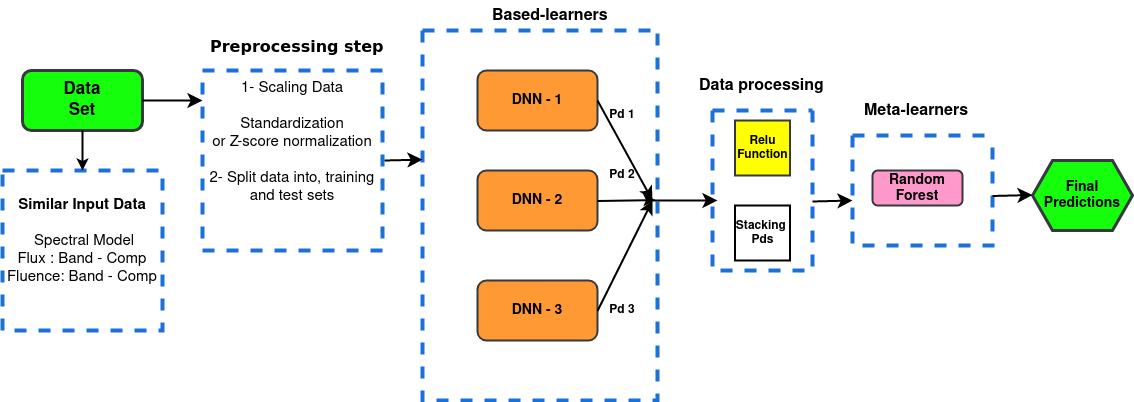 Based-learners
Preprocessing step
Data
Set
1- Scaling Data
Standardization
or Z-score normalization
2- Split data into, training
and test sets
Similar Input Data
Spectral Model
Flux : Band - Comp
Fluence: Band - Comp
DNN - 1
DNN - 2
DNN - 3
Pd 1
Pd 2
Pd 3
Data processing
Relu
Function
Stacking
Pds
Meta-learners
Random
Forest
Final
Predictions